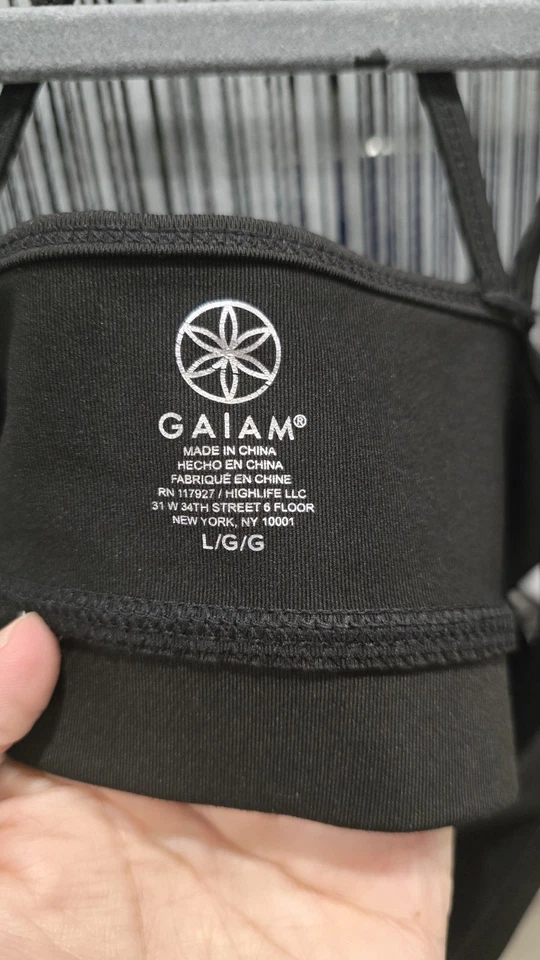 GAIAM®
MADE IN CHINA
HECHO EN CHINA
FABRIQUÉ EN CHINE
RN 117927 / HIGHLIFE LLC
31 W 34TH STREET 6 FLOOR
NEW YORK, NY 10001
L/G/G